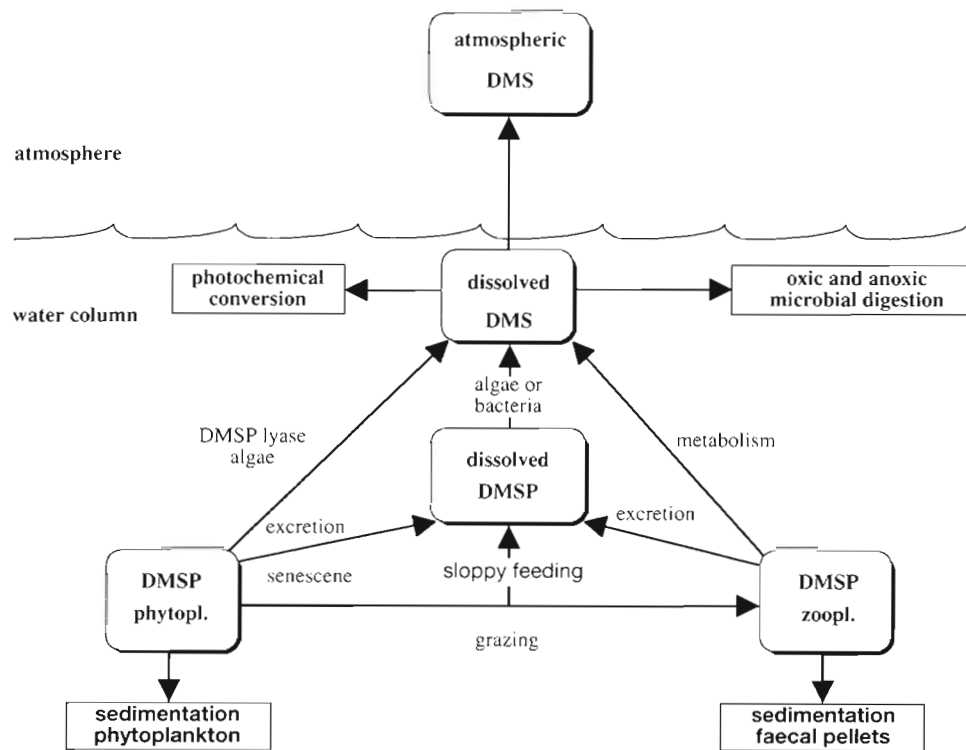 atmospheric
DMS
atmosphere
photochemical
conversion
dissolved
DMS
oxic and anoxic
microbial digestion
water column
algae or
bacteria
DMSP lyase
algae
metabolism
dissolved
DMSP
excretion
excretion
DMSP
phytopl.
senescene
sloppy feeding
DMSP
zoopl.
grazing
sedimentation
phytoplankton
sedimentation
faecal pellets